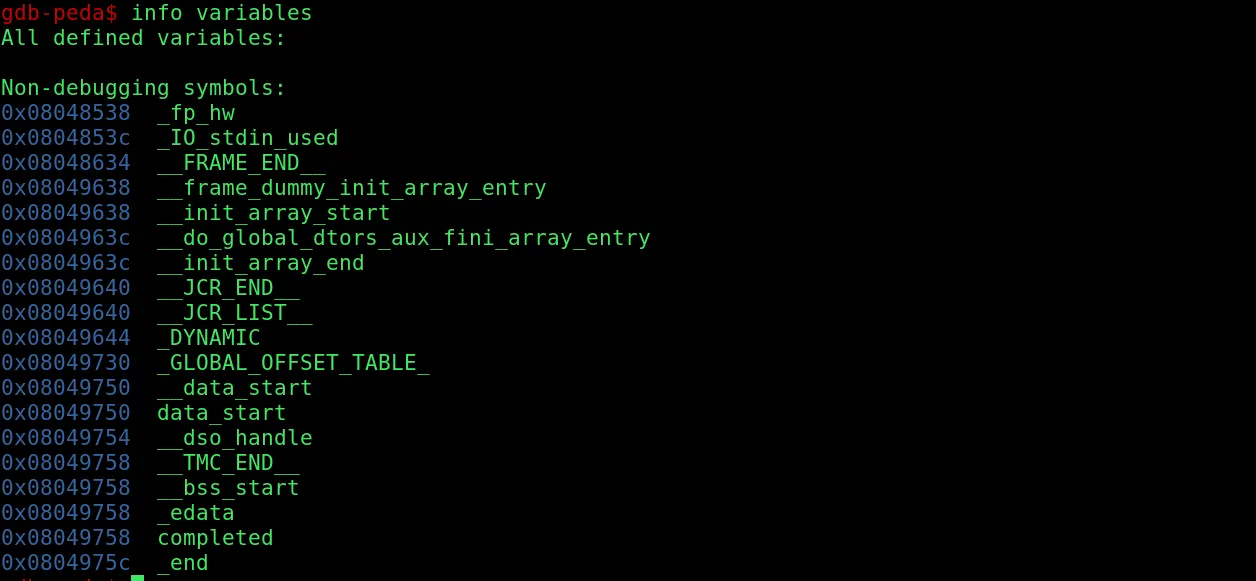 gdb-peda$ info variables
All defined variables:
Non-debugging symbols:
0x08048538  _fp_hw
0x0804853c  _IO_stdin_used
0x08048634  __FRAME_END__
0x08049638  __frame_dummy_init_array_entry
0x08049638  __init_array_start
0x0804963c  __do_global_dtors_aux_fini_array_entry
0x0804963c  __init_array_end
0x08049640  __JCR_END__
0x08049640  __JCR_LIST__
0x08049644  _DYNAMIC
0x08049730  _GLOBAL_OFFSET_TABLE_
0x08049750  __data_start
0x08049750  data_start
0x08049754  __dso_handle
0x08049758  __TMC_END__
0x08049758  __bss_start
0x08049758  _edata
0x08049758  completed
0x0804975c  _end